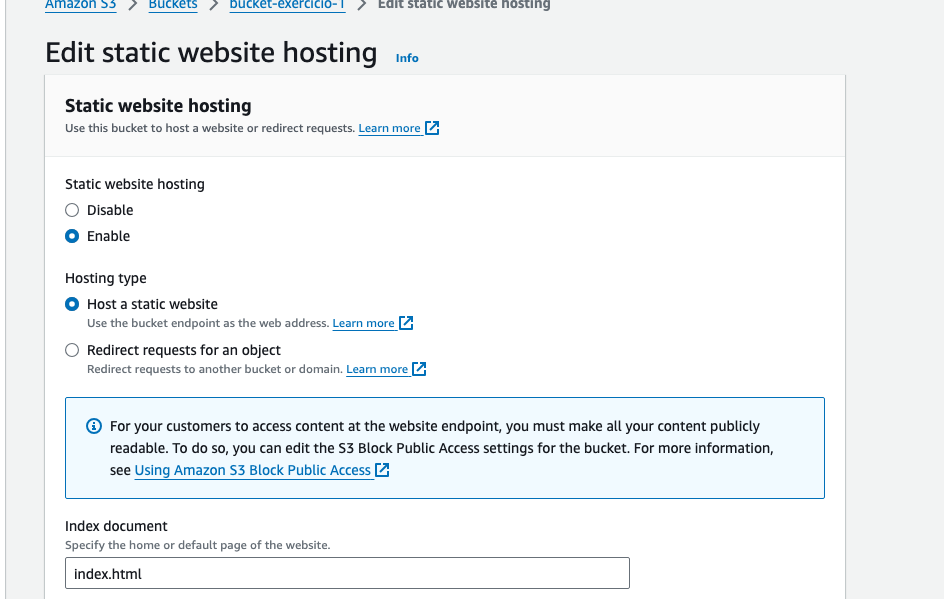 Amazon S3 > Buckets > bucket-exercicio-1 > Edit static website hosting
Edit static website hosting Info
Static website hosting
Use this bucket to host a website or redirect requests. Learn more
Static website hosting
Disable
Enable
Hosting type
Host a static website
Use the bucket endpoint as the web address. Learn more
Redirect requests for an object
Redirect requests to another bucket or domain. Learn more
For your customers to access content at the website endpoint, you must make all your content publicly
readable. To do so, you can edit the S3 Block Public Access settings for the bucket. For more information,
see Using Amazon S3 Block Public Access
Index document
Specify the home or default page of the website.
index.html